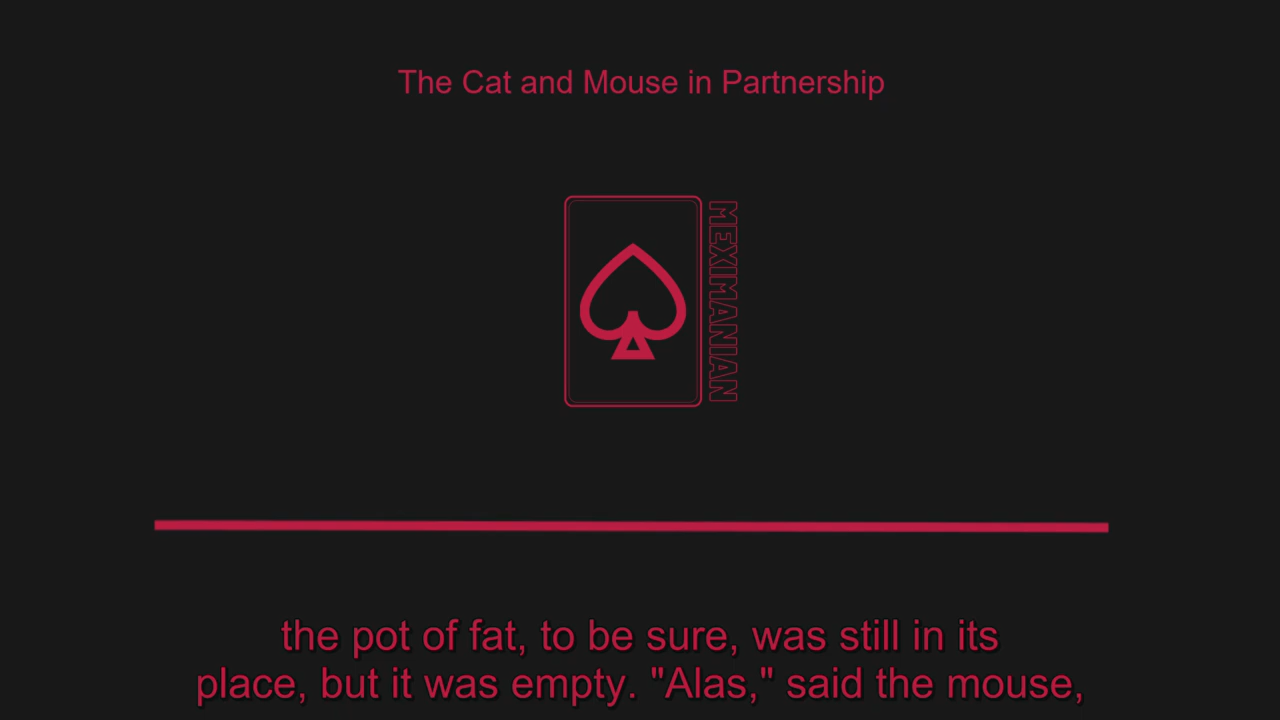 The Cat and Mouse in Partnership
MEXIMANIAN
the pot of fat, to be sure, was still in its
place, but it was empty. "Alas," said the mouse,